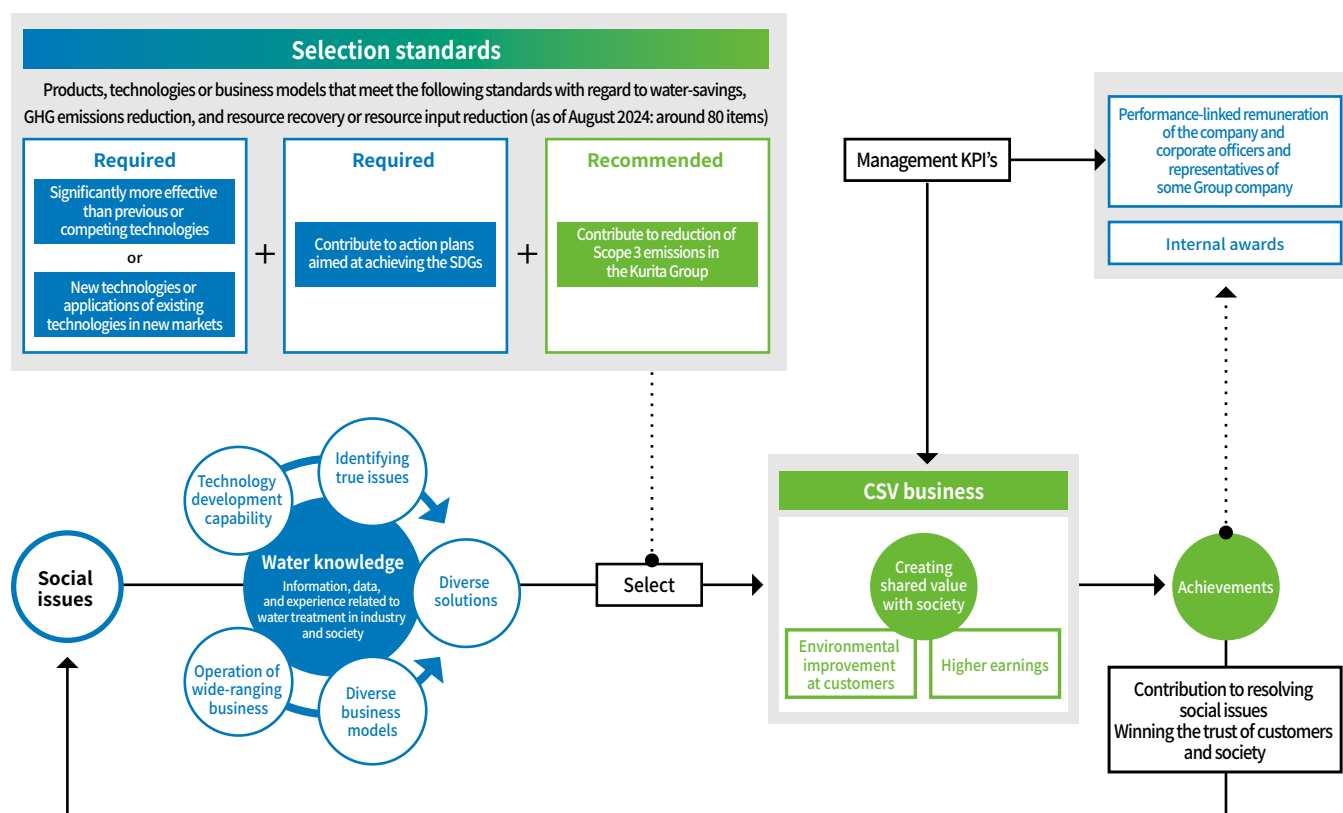 Selection standards
Products, technologies or business models that meet the following standards with regard to water-savings,
GHG emissions reduction, and resource recovery or resource input reduction (as of August 2024: around 80 items)
Required
Significantly more effective
than previous or
competing technologies
or
New technologies or
applications of existing
technologies in new markets
+
Required
Contribute to action plans
aimed at achieving the SDGs
+
Recommended
Contribute to reduction of
Scope 3 emissions in
the Kurita Group
Management KPI's
Performance-linked remuneration
of the company and
corporate officers and
representatives of
some Group company
Internal awards
Social
issues
Technology
development
capability
Identifying
true issues
Water knowledge
Information, data,
and experience related to
water treatment in industry
and society
Diverse
solutions
Operation of
wide-ranging
business
Diverse
business
models
Select
CSV business
Creating
shared value
with society
Environmental
improvement
at customers
Higher earnings
Achievements
Contribution to resolving
social issues
Winning the trust of customers
and society